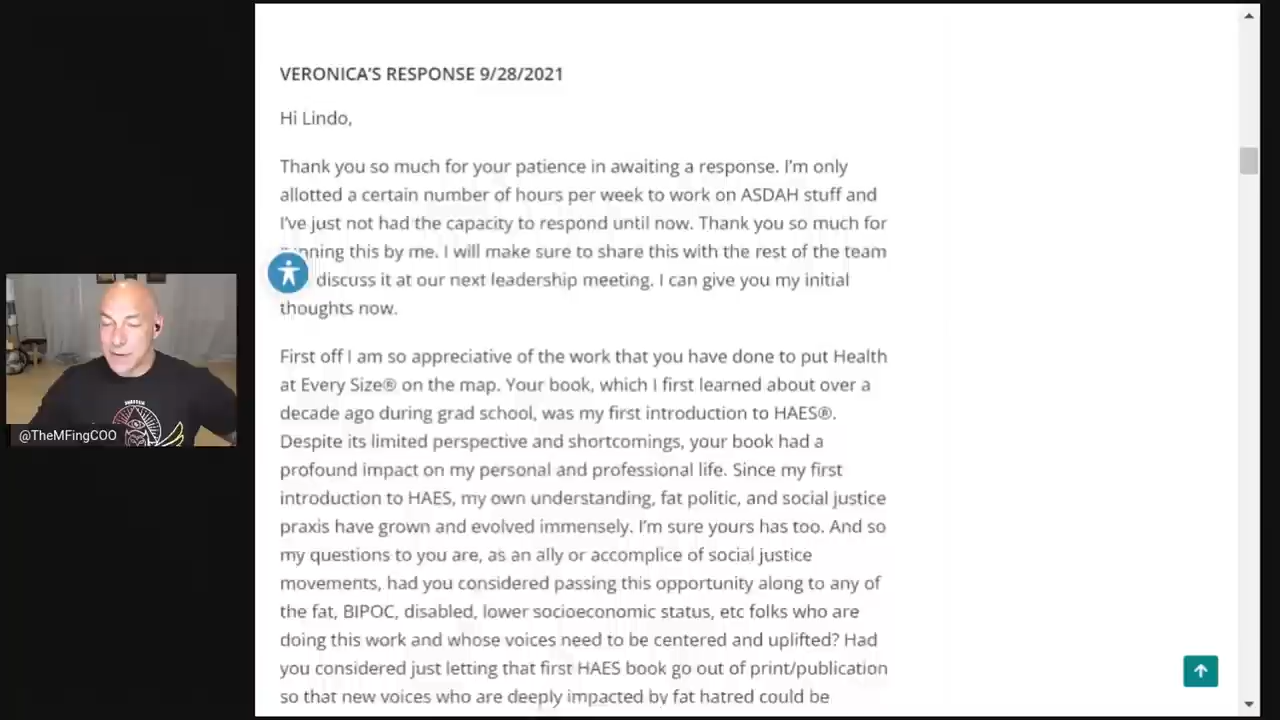 VERONICA'S RESPONSE 9/28/2021
Hi Lindo,
Thank you so much for your patience in awaiting a response. I'm only
allotted a certain number of hours per week to work on ASDAH stuff and
I've just not had the capacity to respond until now. Thank you so much for
this by me. I will make sure to share this with the rest of the team
discuss it at our next leadership meeting. I can give you my initial
thoughts now.
First off I am so appreciative of the work that you have done to put Health
at Every Size® on the map. Your book, which I first learned about over a
decade ago during grad school, was my first introduction to HAES®.
Despite its limited perspective and shortcomings, your book had a
profound impact on my personal and professional life. Since my first
introduction to HAES, my own understanding, fat politic, and social justice
praxis have grown and evolved immensely. I'm sure yours has too. And so
my questions to you are, as an ally or accomplice of social justice
movements, had you considered passing this opportunity along to any of
the fat, BIPOC, disabled, lower socioeconomic status, etc folks who are
doing this work and whose voices need to be centered and uplifted? Had
you considered just letting that first HAES book go out of print/publication
so that new voices who are deeply impacted by fat hatred could be
@TheMFingCOO